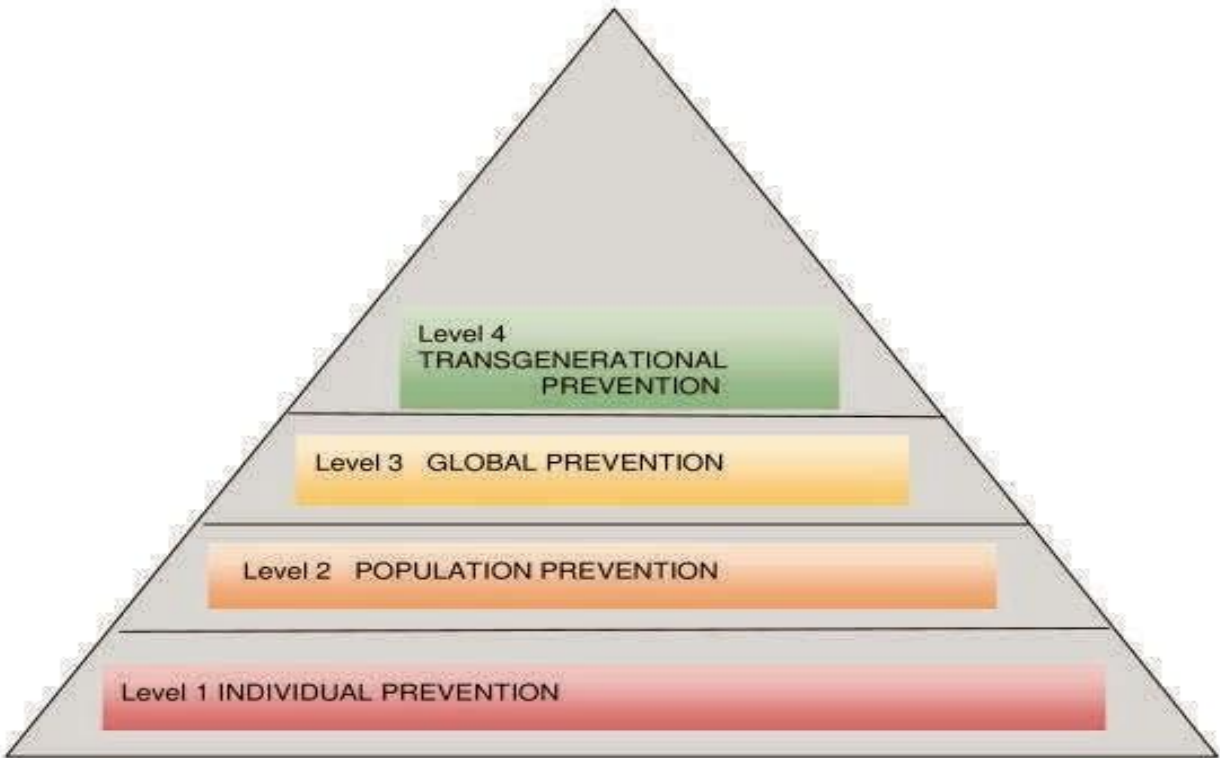 Level 4
TRANSGENERATIONAL
PREVENTION
Level 3 GLOBAL PREVENTION
Level 2 POPULATION PREVENTION
Level 1 INDIVIDUAL PREVENTION